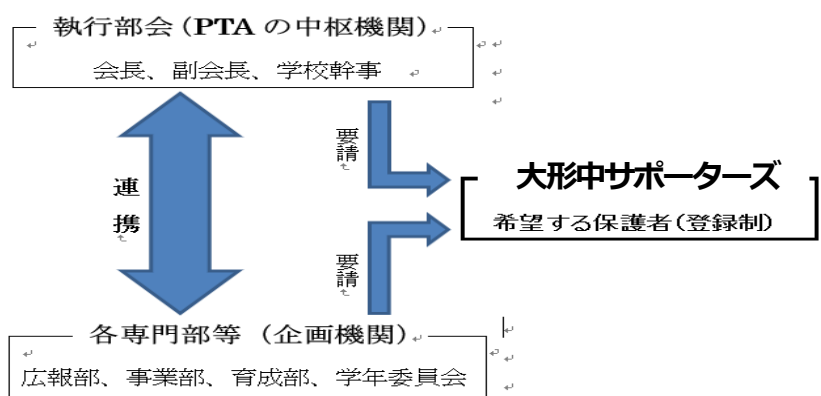 執行部会(PTAの中枢機関)
会長、副会長、学校幹事
要請
大形中サポーターズ
希望する保護者(登録制)
連携
要請
各専門部等(企画機関)
広報部、事業部、育成部、学年委員会